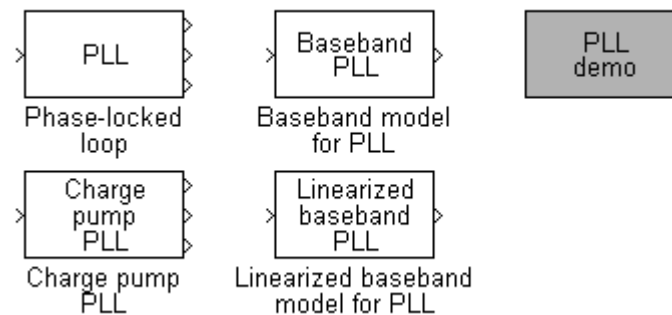 PLL
Phase-locked
loop
Baseband
PLL
Baseband model
for PLL
PLL
demo
Charge
pump
PLL
Charge pump
PLL
Linearized
baseband
PLL
Linearized baseband
model for PLL